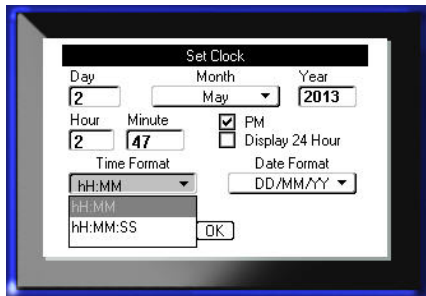 Set Clock
Day Month Year
2 May 2013
Hour Minute PM
2 47 Display 24 Hour
Time Format Date Format
hH:MM DD/MM/YY
hH:MM
hH:MM:SS
OK